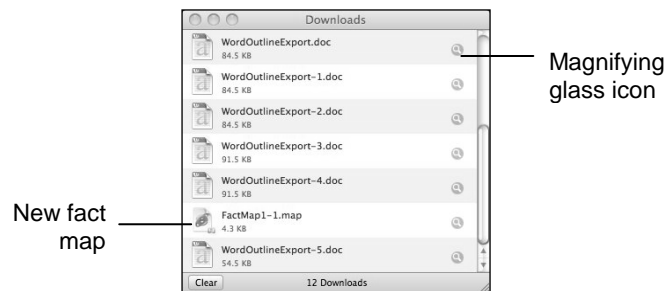 Downloads
WordOutlineExport.doc
84.5 KB
WordOutlineExport-1.doc
84.5 KB
WordOutlineExport-2.doc
84.5 KB
WordOutlineExport-3.doc
91.5 KB
WordOutlineExport-4.doc
91.5 KB
FactMap1-1.map
4.3 KB
WordOutlineExport-5.doc
54.5 KB
Clear
12 Downloads
Magnifying
glass icon
New fact
map